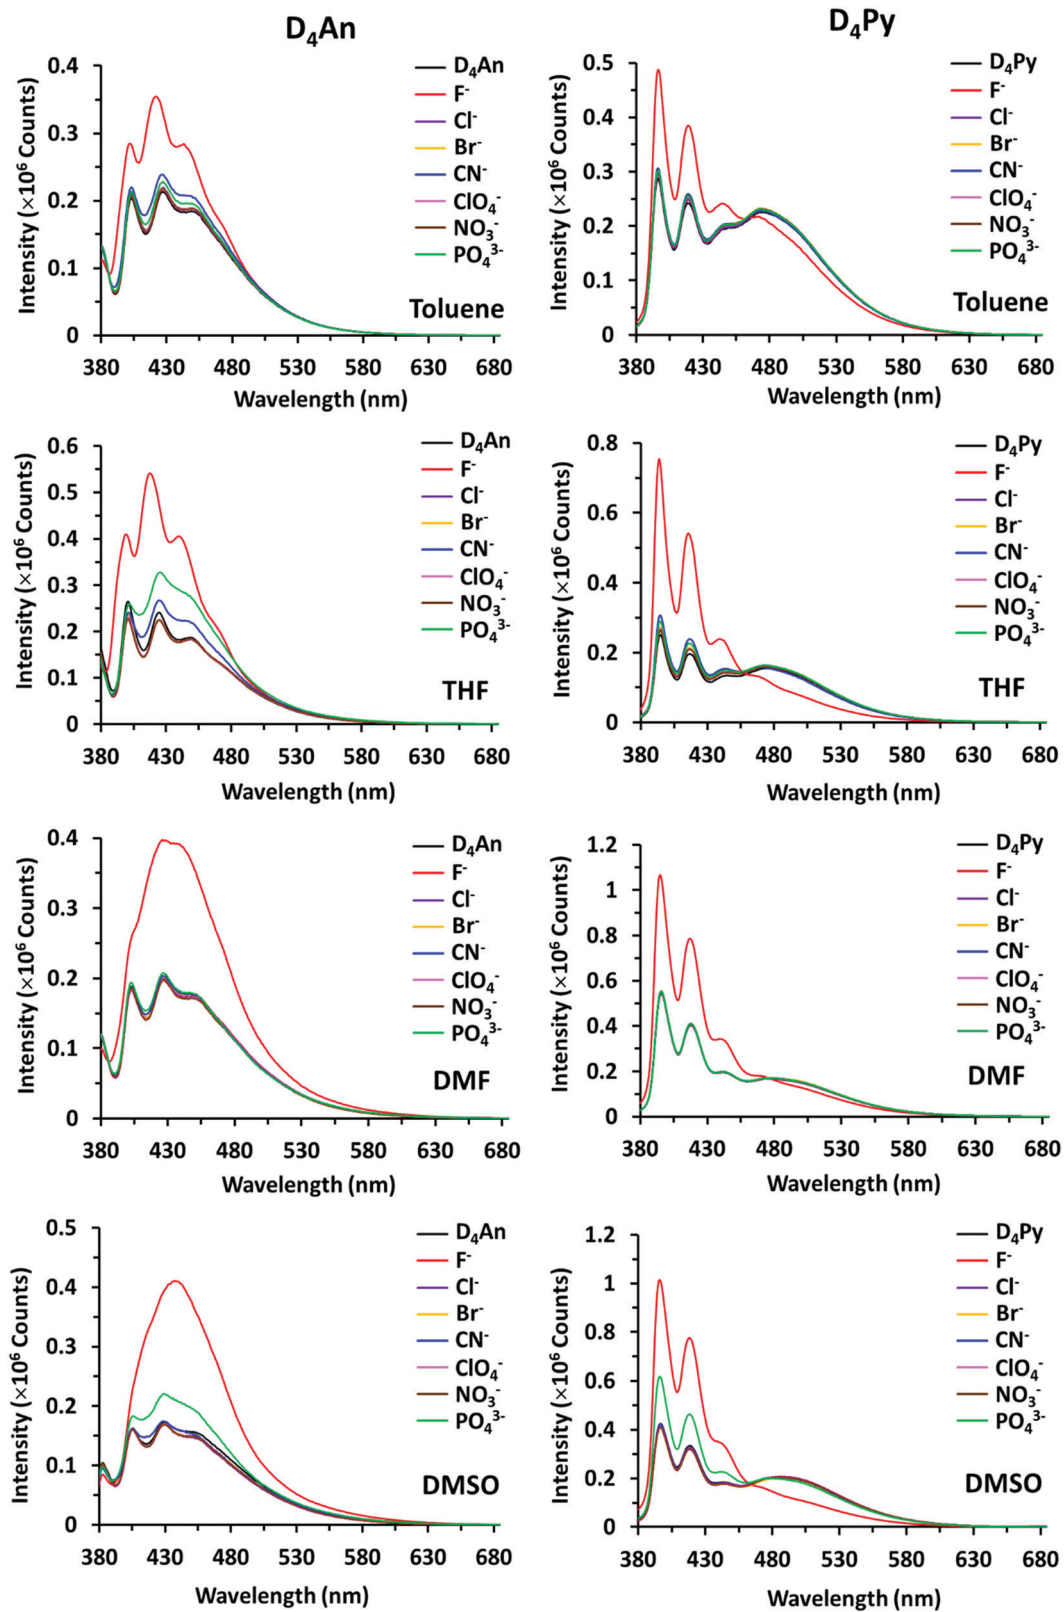 D₄An
D₄Py
Intensity (×10⁶ Counts)
0.4
0.3
0.2
0.1
0
380 430 480 530 580 630 680
Wavelength (nm)
D₄An
F⁻
Cl⁻
Br⁻
CN⁻
ClO₄⁻
NO₃⁻
PO₄³⁻
Toluene
Intensity (×10⁶ Counts)
0.5
0.4
0.3
0.2
0.1
0
380 430 480 530 580 630 680
Wavelength (nm)
D₄Py
F⁻
Cl⁻
Br⁻
CN⁻
ClO₄⁻
NO₃⁻
PO₄³⁻
Toluene
Intensity (×10⁶ Counts)
0.6
0.5
0.4
0.3
0.2
0.1
0
380 430 480 530 580 630 680
Wavelength (nm)
D₄An
F⁻
Cl⁻
Br⁻
CN⁻
ClO₄⁻
NO₃⁻
PO₄³⁻
THF
Intensity (×10⁶ Counts)
0.8
0.6
0.4
0.2
0
380 430 480 530 580 630 680
Wavelength (nm)
D₄Py
F⁻
Cl⁻
Br⁻
CN⁻
ClO₄⁻
NO₃⁻
PO₄³⁻
THF
Intensity (×10⁶ Counts)
0.4
0.3
0.2
0.1
0
380 430 480 530 580 630 680
Wavelength (nm)
D₄An
F⁻
Cl⁻
Br⁻
CN⁻
ClO₄⁻
NO₃⁻
PO₄³⁻
DMF
Intensity (×10⁶ Counts)
1.2
1
0.8
0.6
0.4
0.2
0
380 430 480 530 580 630 680
Wavelength (nm)
D₄Py
F⁻
Cl⁻
Br⁻
CN⁻
ClO₄⁻
NO₃⁻
PO₄³⁻
DMF
Intensity (×10⁶ Counts)
0.5
0.4
0.3
0.2
0.1
0
380 430 480 530 580 630 680
Wavelength (nm)
D₄An
F⁻
Cl⁻
Br⁻
CN⁻
ClO₄⁻
NO₃⁻
PO₄³⁻
DMSO
Intensity (×10⁶ Counts)
1.2
1
0.8
0.6
0.4
0.2
0
380 430 480 530 580 630 680
Wavelength (nm)
D₄Py
F⁻
Cl⁻
Br⁻
CN⁻
ClO₄⁻
NO₃⁻
PO₄³⁻
DMSO